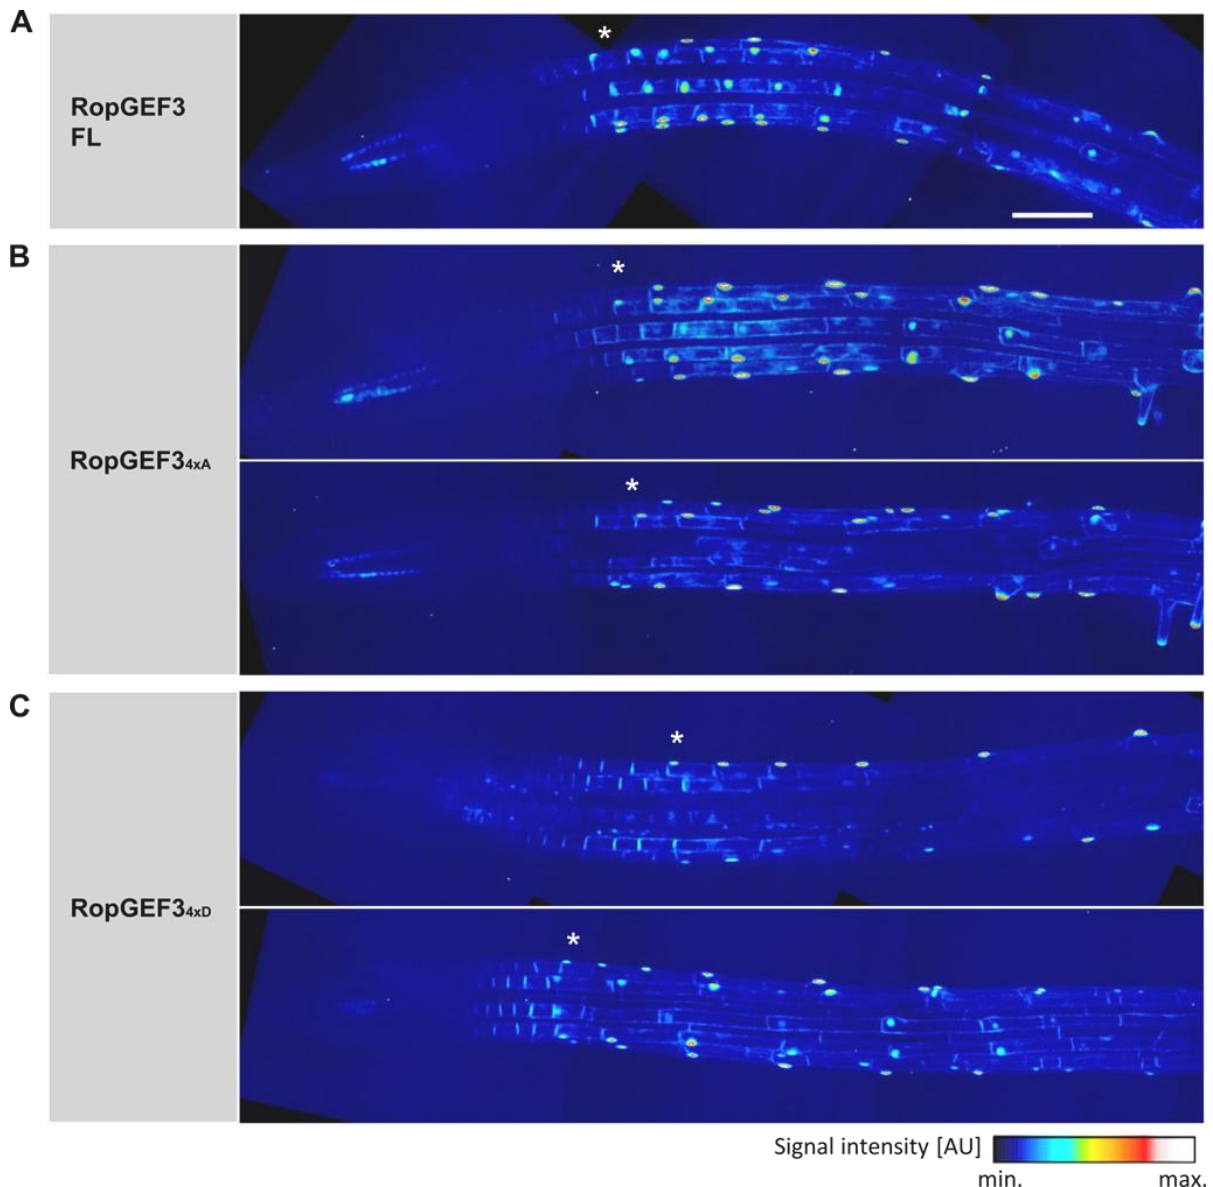 A
RopGEF3
FL
*
B
RopGEF34xA
*
*
C
RopGEF34xD
*
*
Signal intensity [AU]
min.
max.